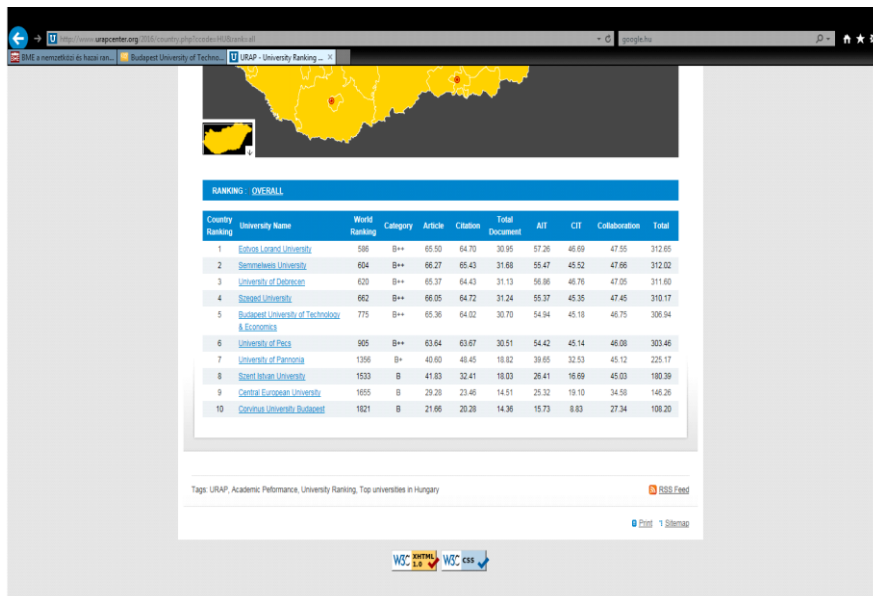 http://www.urapcenter.org/2016/country.php?ccode=HU&rank=all
google.hu
BME a nemzetközi és hazai ran...
Budapest University of Techno...
URAP - University Ranking ...
RANKING : OVERALL
Country Ranking University Name World Ranking Category Article Citation Total Document AIT CIT Collaboration Total
1 Eotvos Lorand University 586 B++ 65.50 64.70 30.95 57.26 46.69 47.55 312.65
2 Semmelweis University 604 B++ 66.27 65.43 31.68 55.47 45.52 47.66 312.02
3 University of Debrecen 620 B++ 65.37 64.43 31.13 56.86 46.76 47.05 311.60
4 Szeged University 662 B++ 66.05 64.72 31.24 55.37 45.35 47.45 310.17
5 Budapest University of Technology & Economics 775 B++ 65.36 64.02 30.70 54.94 45.18 46.75 306.94
6 University of Pecs 905 B++ 63.64 63.67 30.51 54.42 45.14 46.08 303.46
7 University of Pannonia 1356 B+ 40.60 48.45 18.82 39.65 32.53 45.12 225.17
8 Szent Istvan University 1533 B 41.83 32.41 18.03 26.41 16.69 45.03 180.39
9 Central European University 1655 B 29.28 23.46 14.51 25.32 19.10 34.58 146.26
10 Corvinus University Budapest 1821 B 21.66 20.28 14.36 15.73 8.83 27.34 108.20
Tags: URAP, Academic Peformance, University Ranking, Top universities in Hungary
RSS Feed
Print Sitemap
W3C XHTML 1.0 W3C CSS